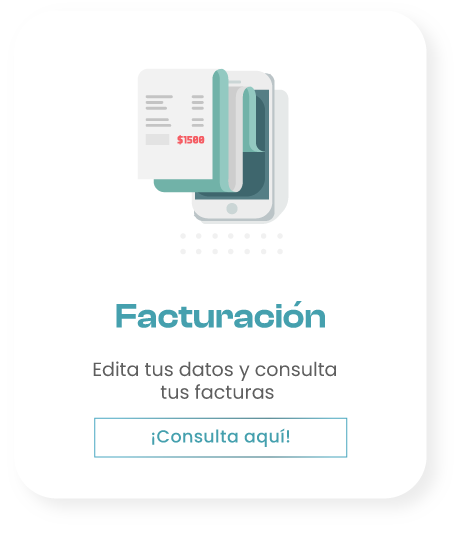 $1500
Facturación
Edita tus datos y consulta
tus facturas
¡Consulta aquí!